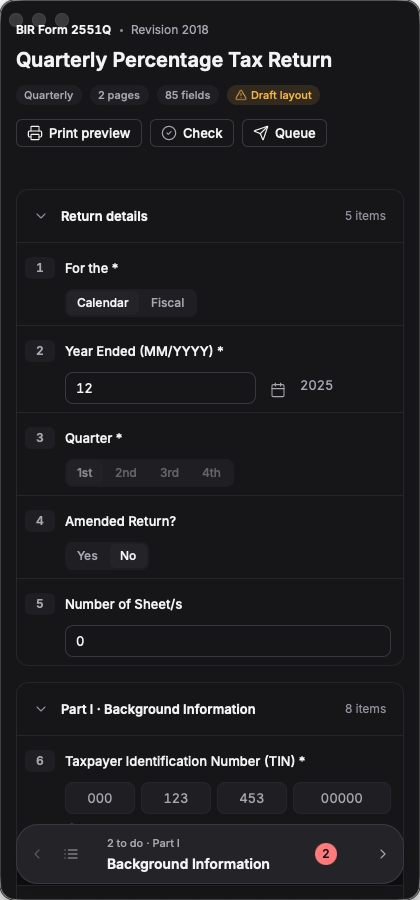 BIR Form 2551Q • Revision 2018
Quarterly Percentage Tax Return
Quarterly 2 pages 85 fields Draft layout
Print preview Check Queue
Return details 5 items
1 For the *
Calendar Fiscal
2 Year Ended (MM/YYYY) *
12 2025
3 Quarter *
1st 2nd 3rd 4th
4 Amended Return?
Yes No
5 Number of Sheet/s
0
Part I · Background Information 8 items
6 Taxpayer Identification Number (TIN) *
000 123 453 00000
2 to do · Part I
Background Information 2